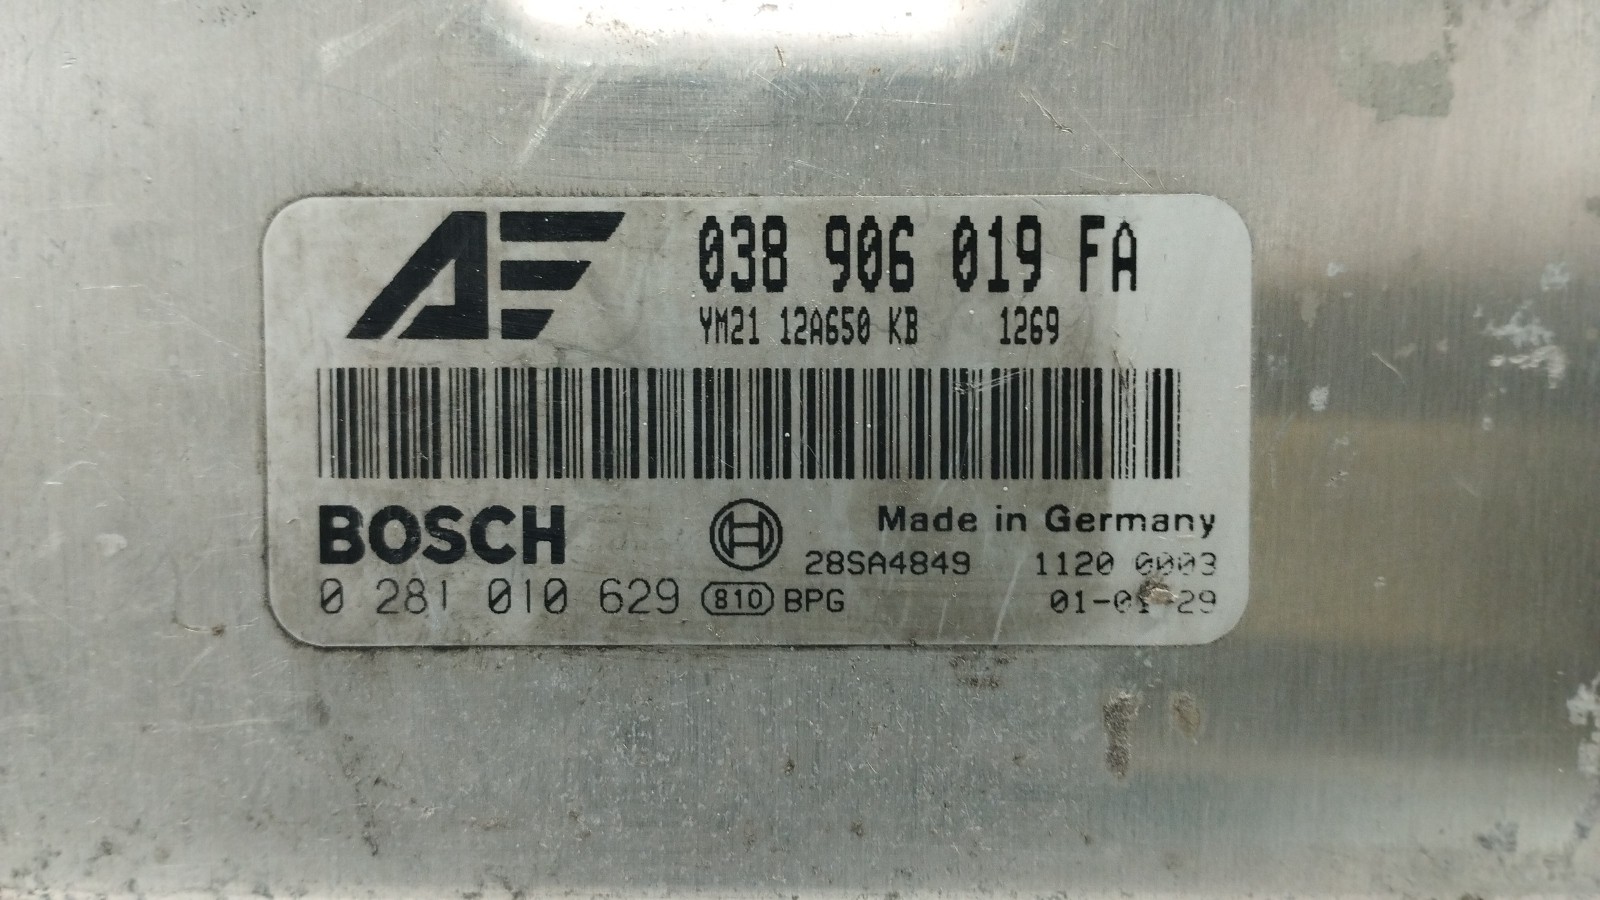 AF
038 906 019 FA
YM21 12A650 KB 1269
BOSCH
Made in Germany
28SA4849 1120 0003
0 281 010 629 810 BPG 01-01-29